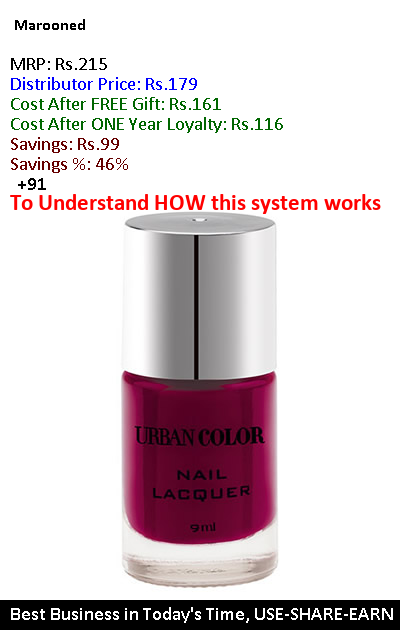 Marooned
MRP: Rs.215
Distributor Price: Rs.179
Cost After FREE Gift: Rs.161
Cost After ONE Year Loyalty: Rs.116
Savings: Rs.99
Savings %: 46%
+91
To Understand HOW this system works
URBAN COLOR
NAIL
LACQUER
9ml
Best Business in Today's Time, USE-SHARE-EARN